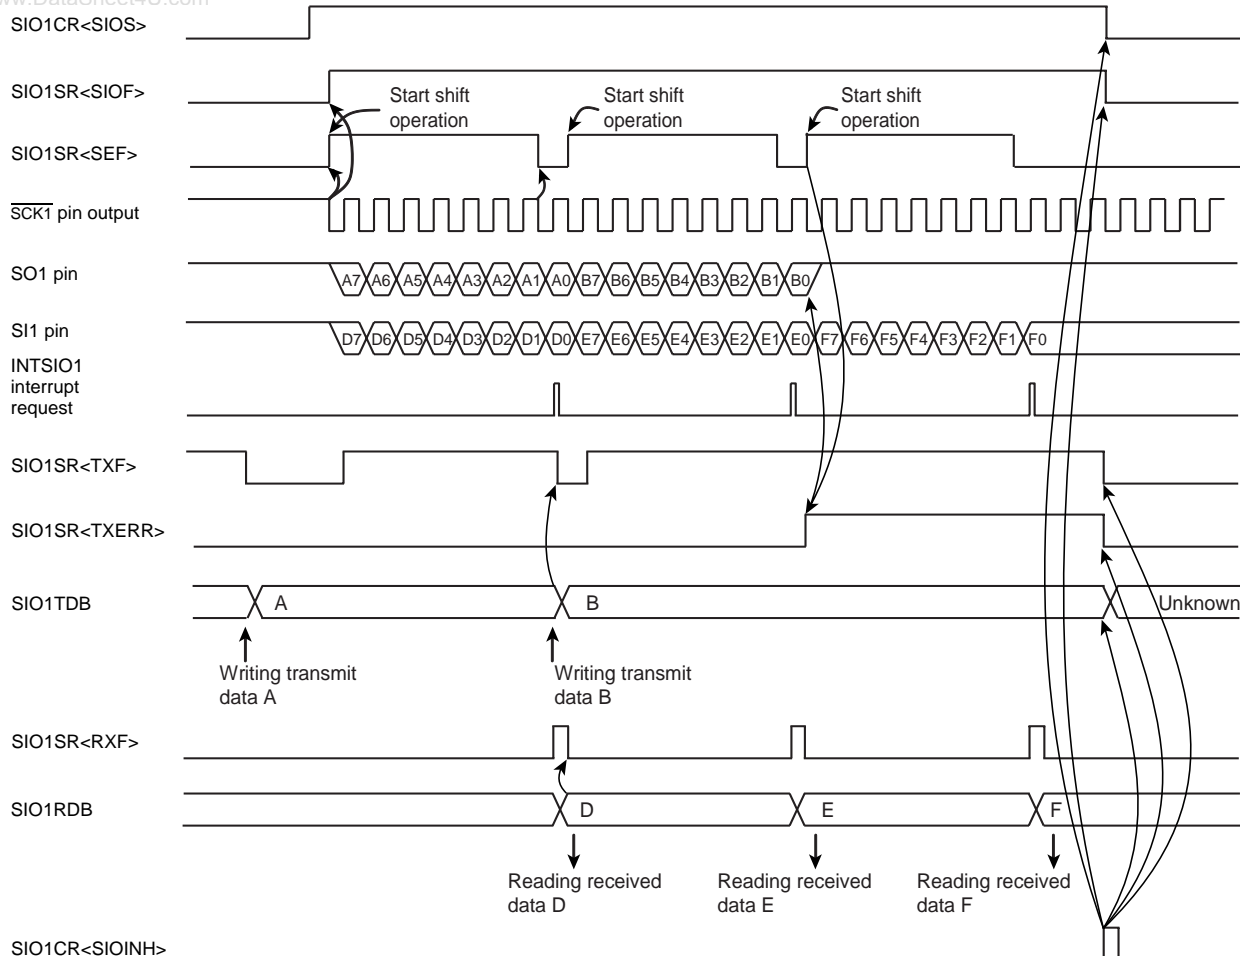 www.DataSheet4U.com
SIO1CR<SIOS>
SIO1SR<SIOF>
Start shift
operation
Start shift
operation
Start shift
operation
SIO1SR<SEF>
SCK1 pin output
SO1 pin
A7 A6 A5 A4 A3 A2 A1 A0 B7 B6 B5 B4 B3 B2 B1 B0
SI1 pin
D7 D6 D5 D4 D3 D2 D1 D0 E7 E6 E5 E4 E3 E2 E1 E0 F7 F6 F5 F4 F3 F2 F1 F0
INTSIO1
interrupt
request
SIO1SR<TXF>
SIO1SR<TXERR>
SIO1TDB
A
B
Unknown
Writing transmit
data A
Writing transmit
data B
SIO1SR<RXF>
SIO1RDB
D
E
F
Reading received
data D
Reading received
data E
Reading received
data F
SIO1CR<SIOINH>